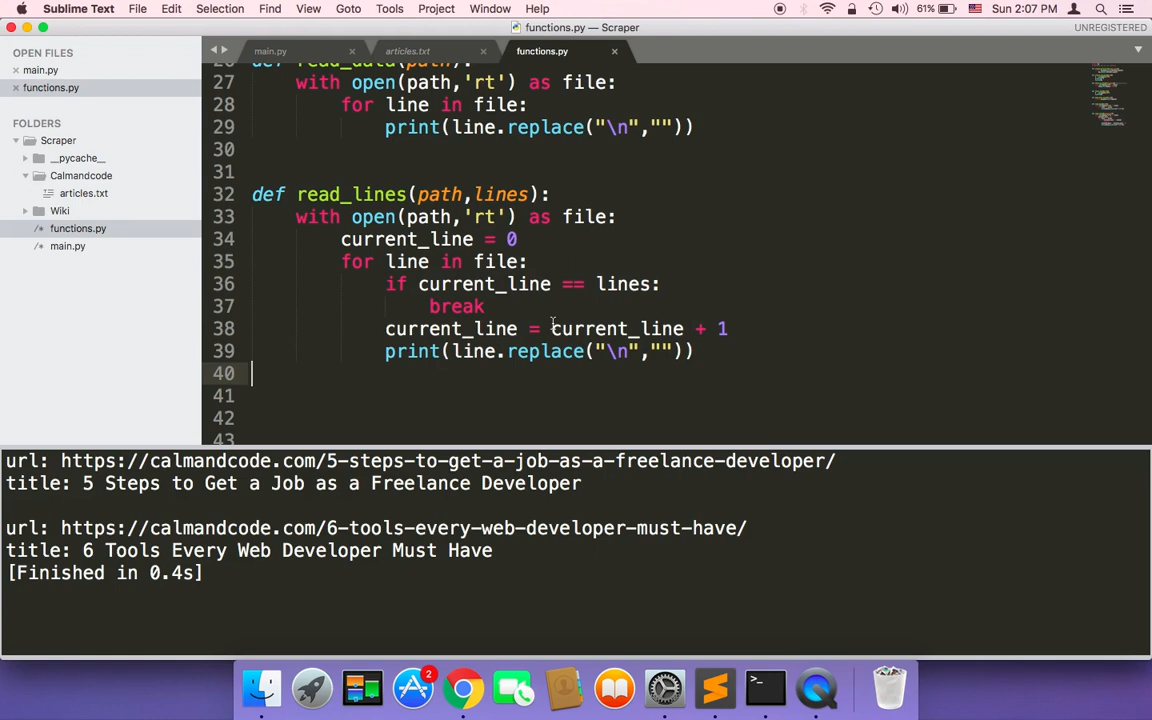 Sublime Text File Edit Selection Find View Goto Tools Project Window Help 61% Sun 2:07 PM
functions.py — Scraper UNREGISTERED
OPEN FILES
main.py
functions.py
FOLDERS
Scraper
__pycache__
Calmandcode
articles.txt
Wiki
functions.py
main.py
main.py articles.txt functions.py
26 def read_data(path):
27 with open(path,'rt') as file:
28 for line in file:
29 print(line.replace("\n",""))
30
31
32 def read_lines(path,lines):
33 with open(path,'rt') as file:
34 current_line = 0
35 for line in file:
36 if current_line == lines:
37 break
38 current_line = current_line + 1
39 print(line.replace("\n",""))
40
41
42
43
url: https://calmandcode.com/5-steps-to-get-a-job-as-a-freelance-developer/
title: 5 Steps to Get a Job as a Freelance Developer
url: https://calmandcode.com/6-tools-every-web-developer-must-have/
title: 6 Tools Every Web Developer Must Have
[Finished in 0.4s]
2